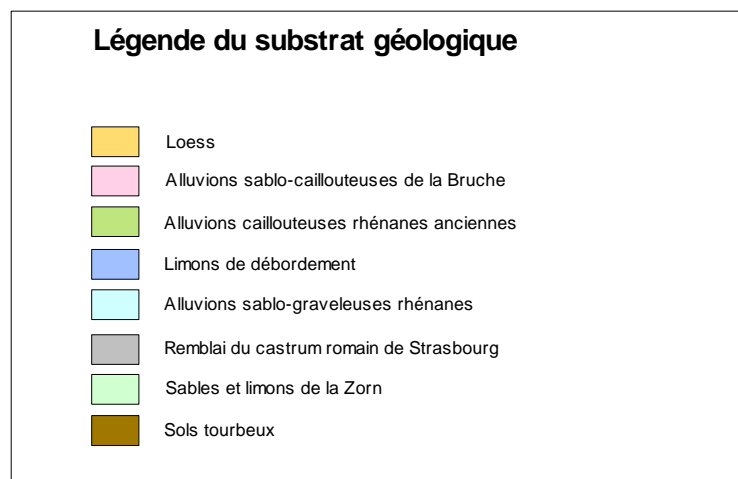 Légende du substrat géologique
Loess
Alluvions sablo-caillouteuses de la Bruche
Alluvions caillouteuses rhénanes anciennes
Limons de débordement
Alluvions sablo-graveleuses rhénanes
Remblai du castrum romain de Strasbourg
Sables et limons de la Zorn
Sols tourbeux